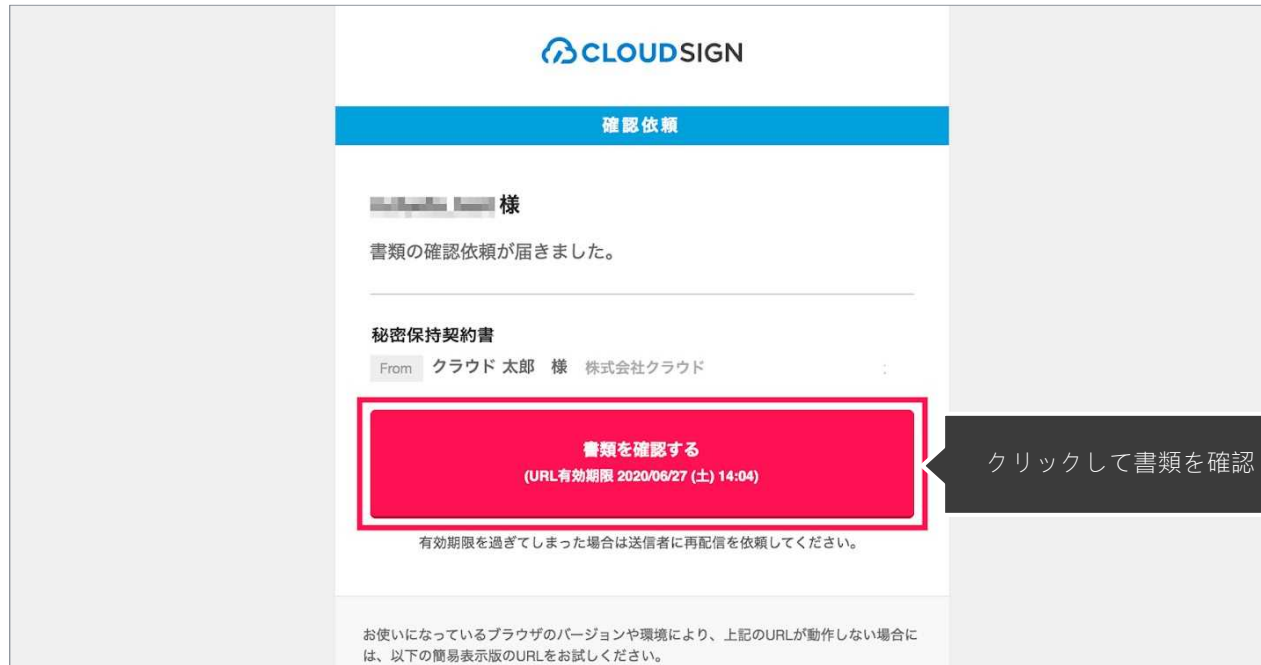 CLOUDSIGN
確認依頼
様
書類の確認依頼が届きました。
秘密保持契約書
From クラウド 太郎 様 株式会社クラウド
書類を確認する
(URL有効期限 2020/06/27 (土) 14:04)
クリックして書類を確認
有効期限を過ぎてしまった場合は送信者に再配信を依頼してください。
お使いになっているブラウザのバージョンや環境により、上記のURLが動作しない場合に
は、以下の簡易表示版のURLをお試しください。